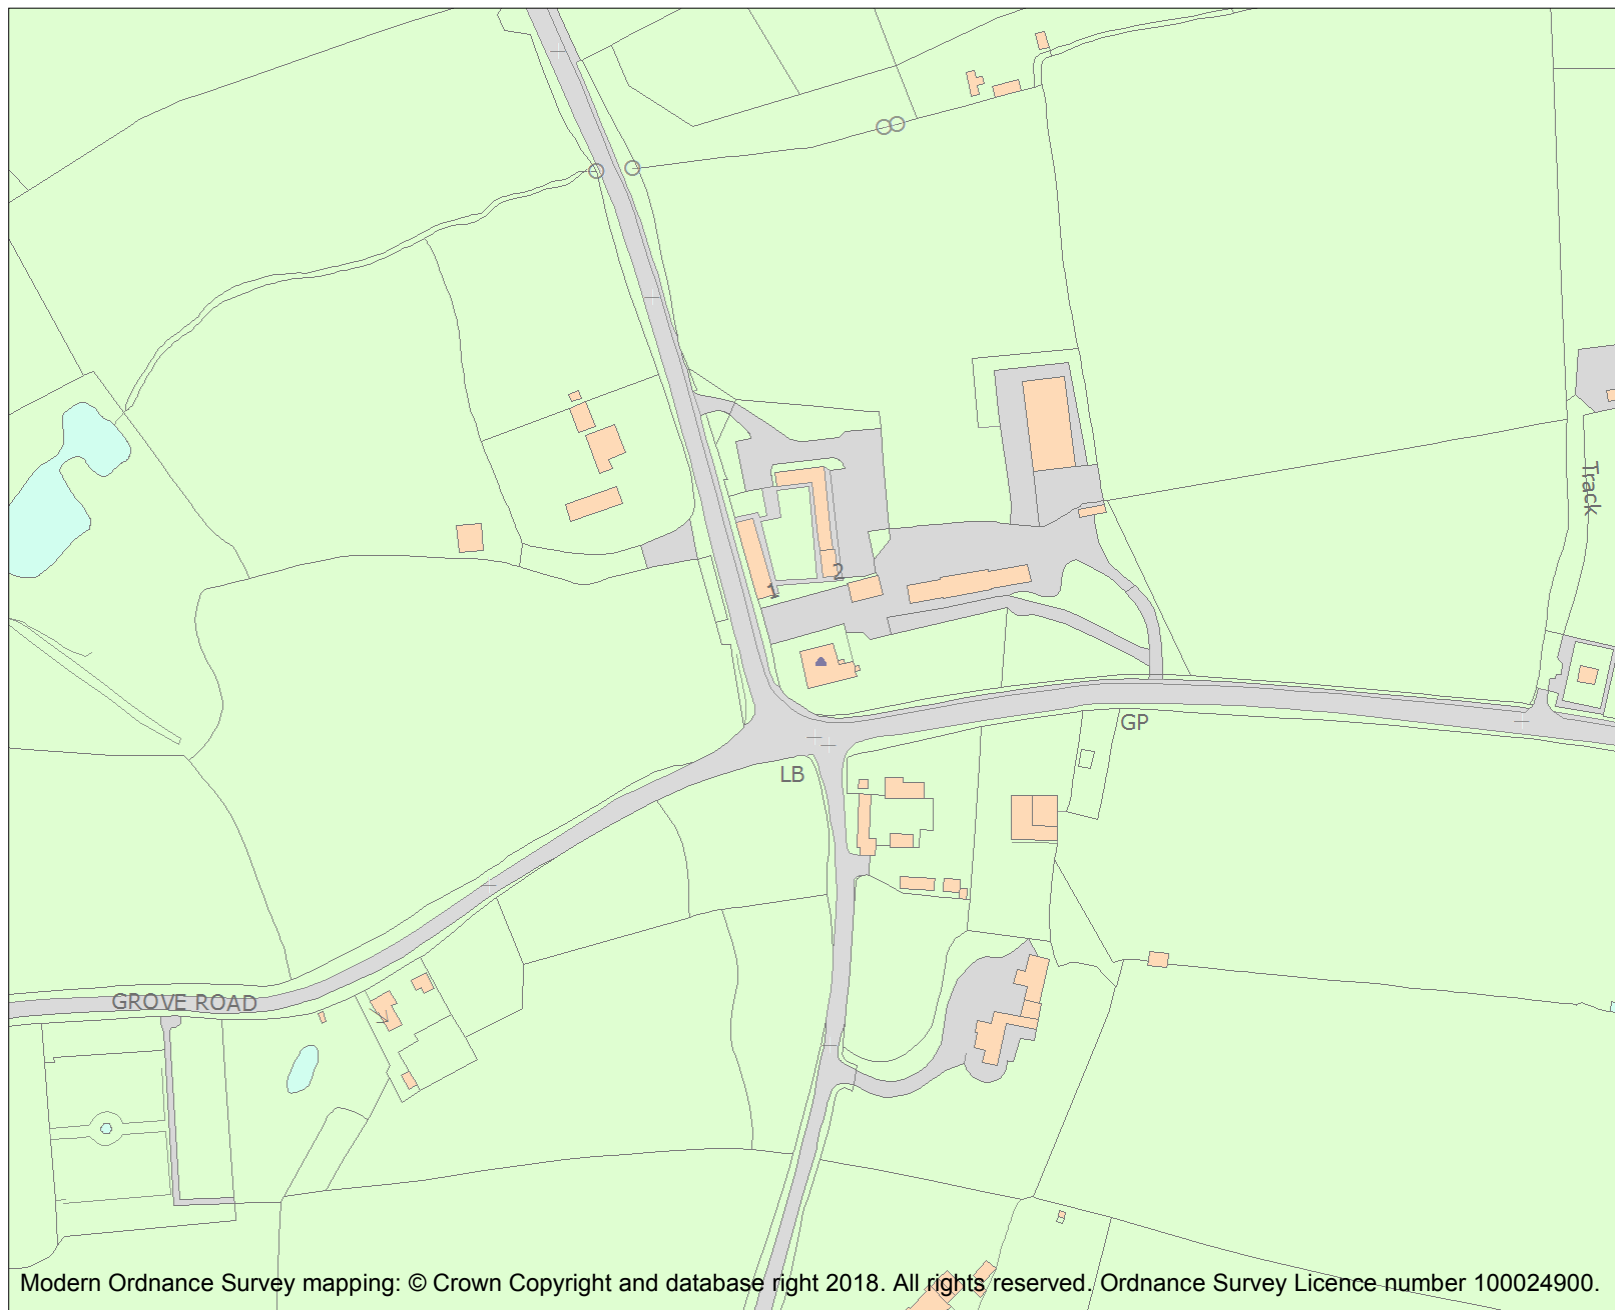 Track
2
1
GP
LB
GROVE ROAD
Modern Ordnance Survey mapping: © Crown Copyright and database right 2018. All rights reserved. Ordnance Survey Licence number 100024900.